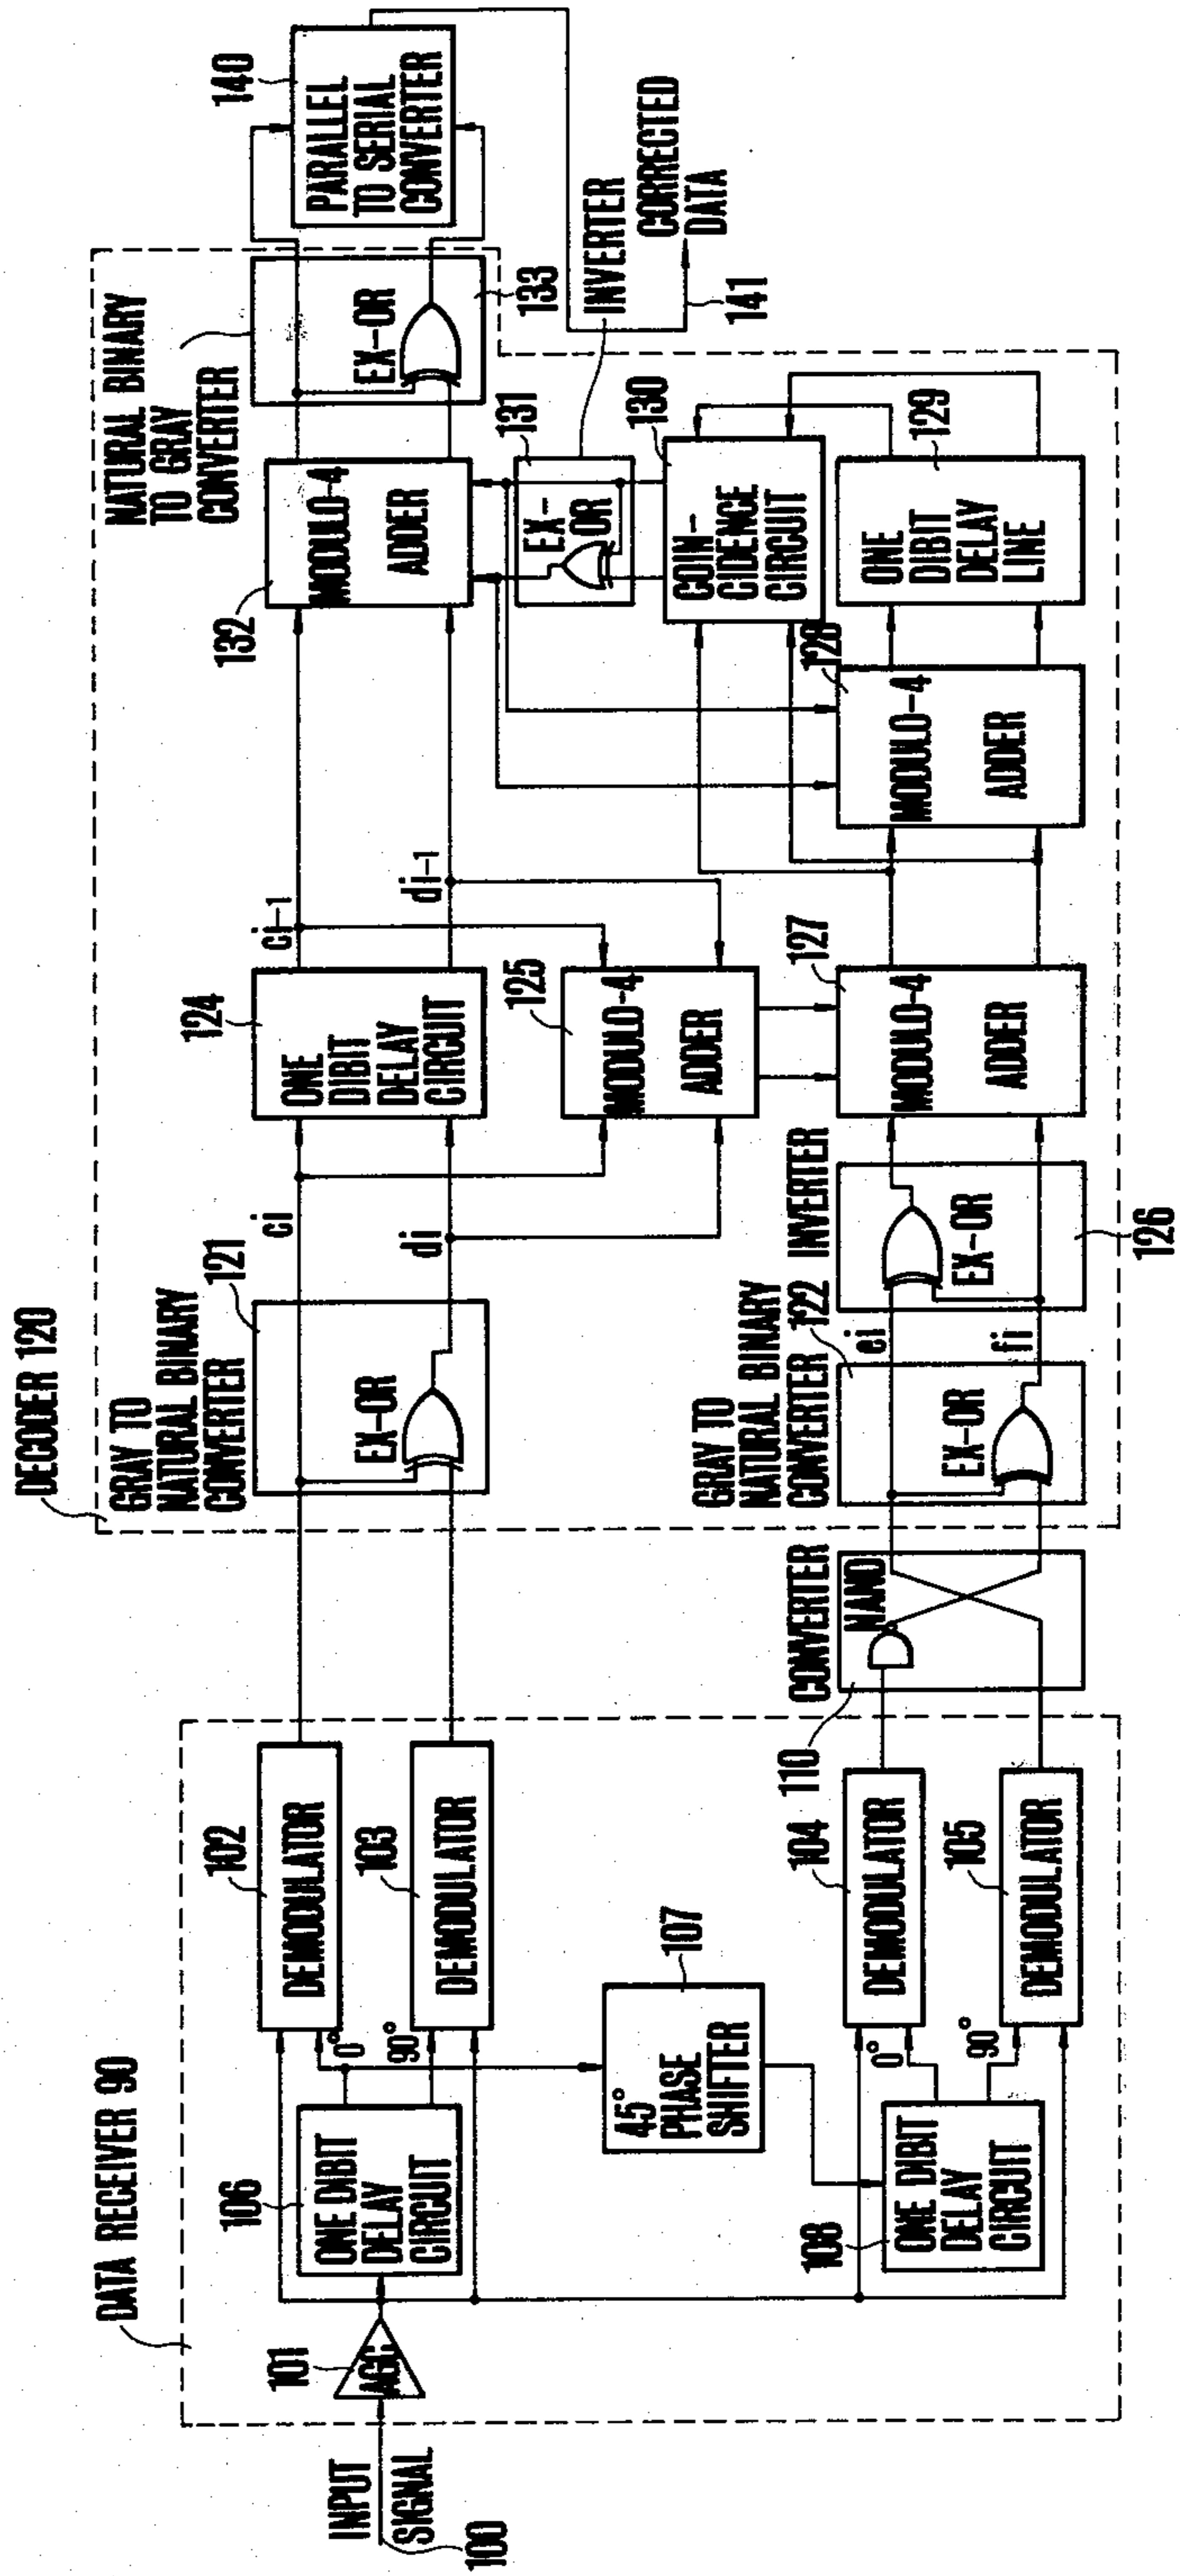 DATA RECEIVER 90
INPUT
SIGNAL
100
101
AGC
106
ONE DIBIT
DELAY
CIRCUIT
0°
90°
102
DEMODULATOR
103
DEMODULATOR
107
45°
PHASE
SHIFTER
108
ONE DIBIT
DELAY
CIRCUIT
0°
90°
104
DEMODULATOR
105
DEMODULATOR
110
CONVERTER
NAND
DECODER 120
GRAY TO
NATURAL BINARY
CONVERTER
121
EX-OR
GRAY TO
NATURAL BINARY
CONVERTER 122
EX-OR
ci
di
ei
fi
INVERTER
EX-OR
126
124
ONE
DIBIT
DELAY
CIRCUIT
125
MODULO-4
ADDER
127
MODULO-4
ADDER
ci-1
di-1
128
MODULO-4
ADDER
129
ONE
DIBIT
DELAY
LINE
130
COIN-
CIDENCE
CIRCUIT
131
EX-
OR
INVERTER
132
MODULO-4
ADDER
NATURAL BINARY
TO GRAY
CONVERTER
EX-OR
133
140
PARALLEL
TO SERIAL
CONVERTER
141
CORRECTED
DATA